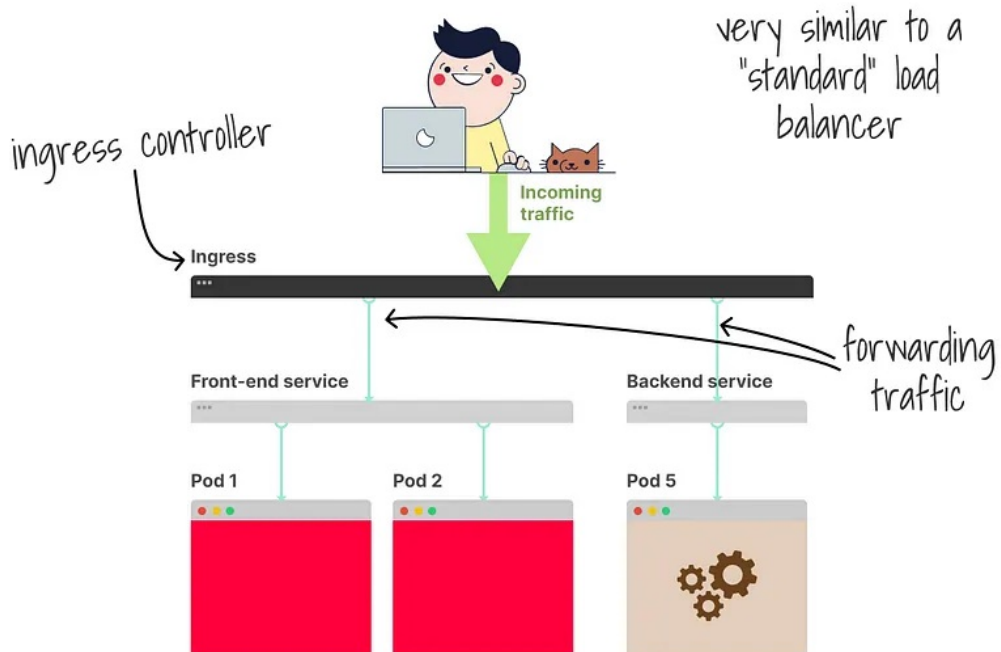 very similar to a
"standard" load
balancer
ingress controller
Incoming
traffic
Ingress
forwarding
traffic
Front-end service
Backend service
Pod 1
Pod 2
Pod 5